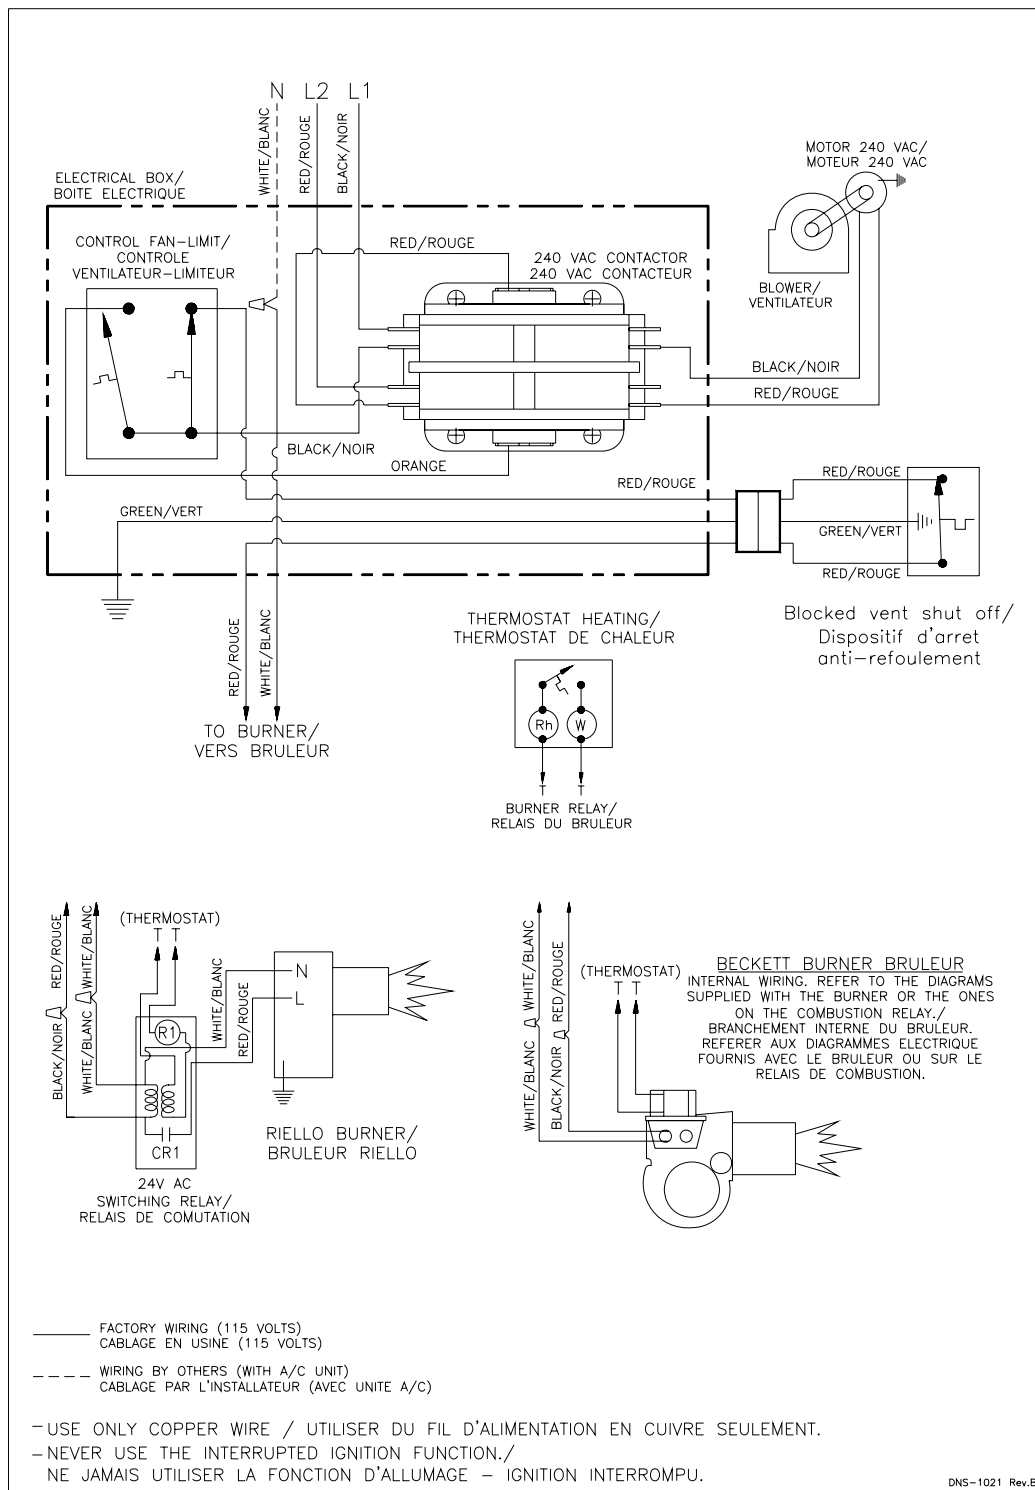 N L2 L1
WHITE/BLANC
RED/ROUGE
BLACK/NOIR
MOTOR 240 VAC/
MOTEUR 240 VAC
ELECTRICAL BOX/
BOITE ELECTRIQUE
CONTROL FAN-LIMIT/
CONTROLE
VENTILATEUR-LIMITEUR
RED/ROUGE
240 VAC CONTACTOR
240 VAC CONTACTEUR
BLOWER/
VENTILATEUR
BLACK/NOIR
RED/ROUGE
BLACK/NOIR
ORANGE
RED/ROUGE
RED/ROUGE
GREEN/VERT
GREEN/VERT
RED/ROUGE
Blocked vent shut off/
Dispositif d'arret
anti-refoulement
RED/ROUGE
WHITE/BLANC
TO BURNER/
VERS BRULEUR
THERMOSTAT HEATING/
THERMOSTAT DE CHALEUR
Rh W
T T
BURNER RELAY/
RELAIS DU BRULEUR
BLACK/NOIR RED/ROUGE
WHITE/BLANC WHITE/BLANC
(THERMOSTAT)
T T
R1
WHITE/BLANC
RED/ROUGE
N
L
CR1
24V AC
SWITCHING RELAY/
RELAIS DE COMUTATION
RIELLO BURNER/
BRULEUR RIELLO
WHITE/BLANC WHITE/BLANC
BLACK/NOIR RED/ROUGE
(THERMOSTAT)
T T
BECKETT BURNER BRULEUR
INTERNAL WIRING. REFER TO THE DIAGRAMS
SUPPLIED WITH THE BURNER OR THE ONES
ON THE COMBUSTION RELAY./
BRANCHEMENT INTERNE DU BRULEUR.
REFERER AUX DIAGRAMMES ELECTRIQUE
FOURNIS AVEC LE BRULEUR OU SUR LE
RELAIS DE COMBUSTION.
FACTORY WIRING (115 VOLTS)
CABLAGE EN USINE (115 VOLTS)
WIRING BY OTHERS (WITH A/C UNIT)
CABLAGE PAR L'INSTALLATEUR (AVEC UNITE A/C)
- USE ONLY COPPER WIRE / UTILISER DU FIL D'ALIMENTATION EN CUIVRE SEULEMENT.
- NEVER USE THE INTERRUPTED IGNITION FUNCTION./
NE JAMAIS UTILISER LA FONCTION D'ALLUMAGE - IGNITION INTERROMPU.
DNS-1021 Rev.B